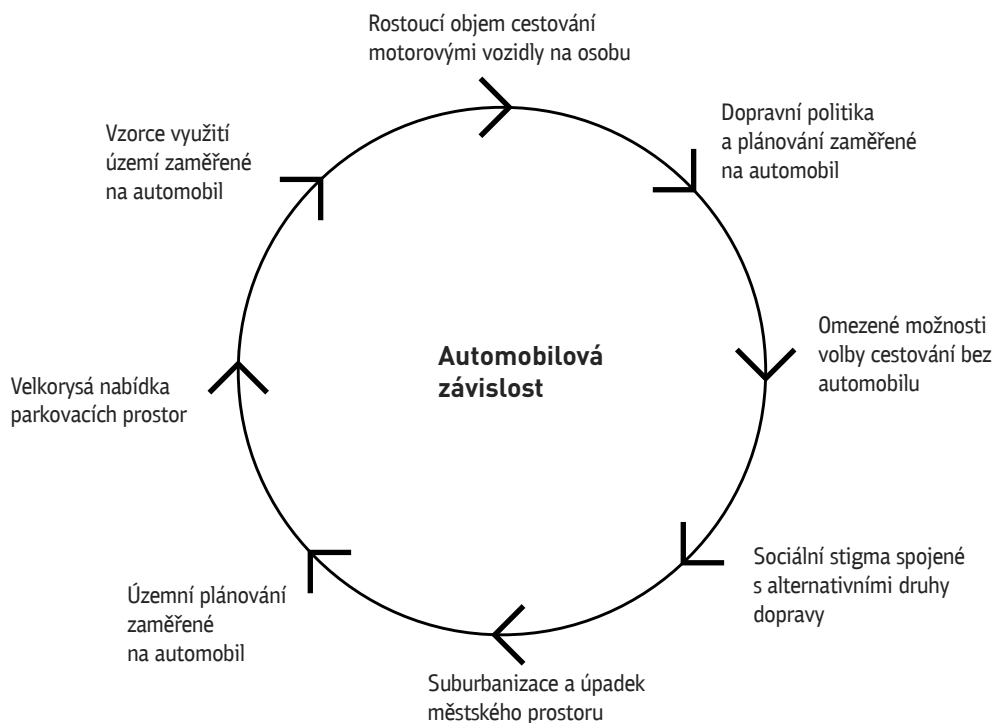 Rostoucí objem cestování
motorovými vozidly na osobu
Dopravní politika
a plánování zaměřené
na automobil
Omezené možnosti
volby cestování bez
automobilu
Sociální stigma spojené
s alternativními druhy
dopravy
Suburbanizace a úpadek
městského prostoru
Územní plánování
zaměřené
na automobil
Velkorysá nabídka
parkovacích prostor
Vzorce využití
území zaměřené
na automobil
Automobilová
závislost